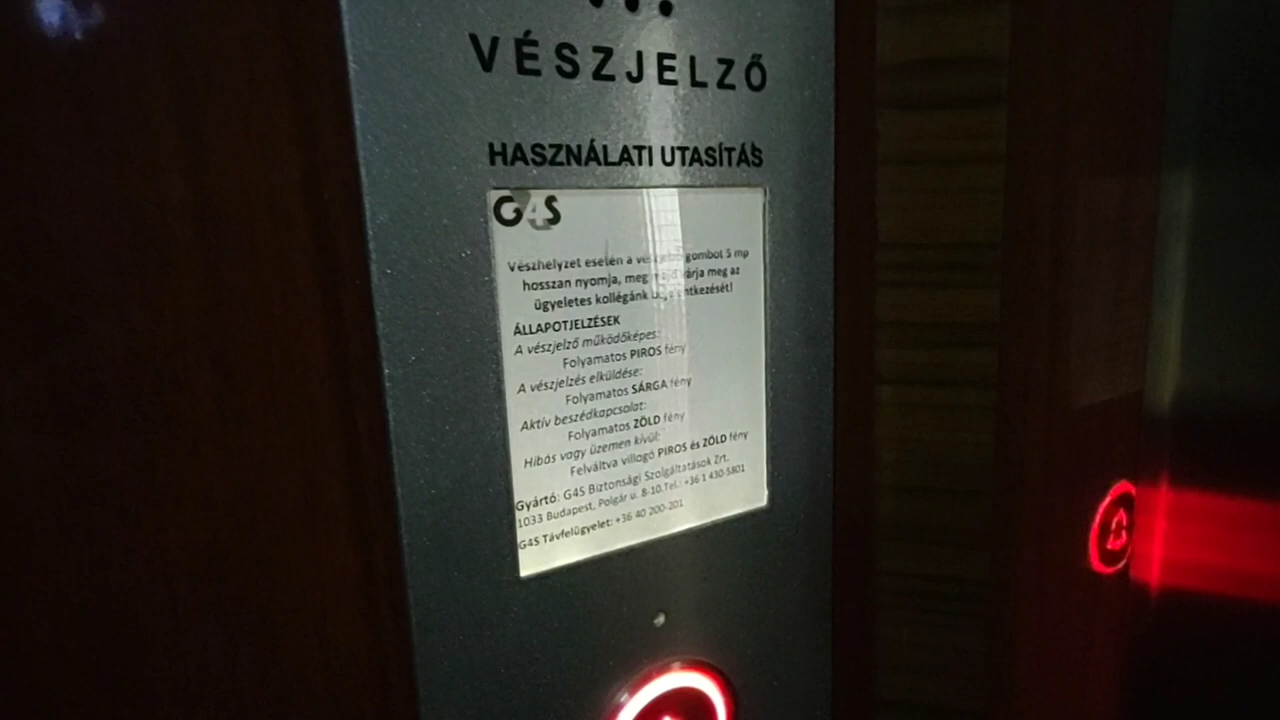 VÉSZJELZŐ
HASZNÁLATI UTASÍTÁS
G4S
Vészhelyzet esetén a vészjelző gombot 5 mp
hosszan nyomja, meg majd várja meg az
ügyeletes kollégánk bejelentkezését!
ÁLLAPOTJELZÉSEK
A vészjelző működőképes:
Folyamatos PIROS fény
A vészjelzés elküldése:
Folyamatos SÁRGA fény
Aktív beszédkapcsolat:
Folyamatos ZÖLD fény
Hibás vagy üzemen kívül:
Felváltva villogó PIROS és ZÖLD fény
Gyártó: G4S Biztonsági Szolgáltatások Zrt.
1033 Budapest, Polgár u. 8-10.Tel.: +36 1 430-5801
G4S Távfelügyelet: +36 40 200-201